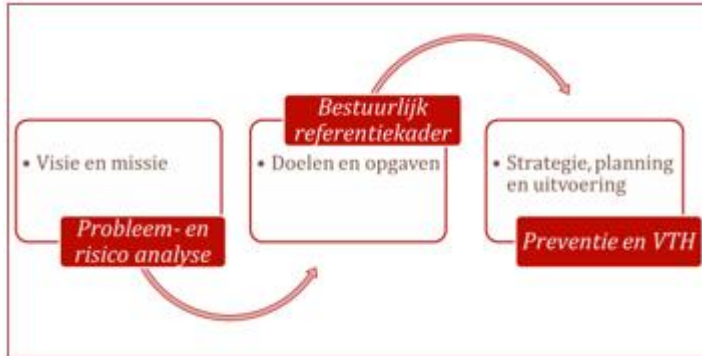 • Visie en missie
Probleem- en
risico analyse
Bestuurlijk
referentiekader
• Doelen en opgaven
• Strategie, planning
en uitvoering
Preventie en VTH